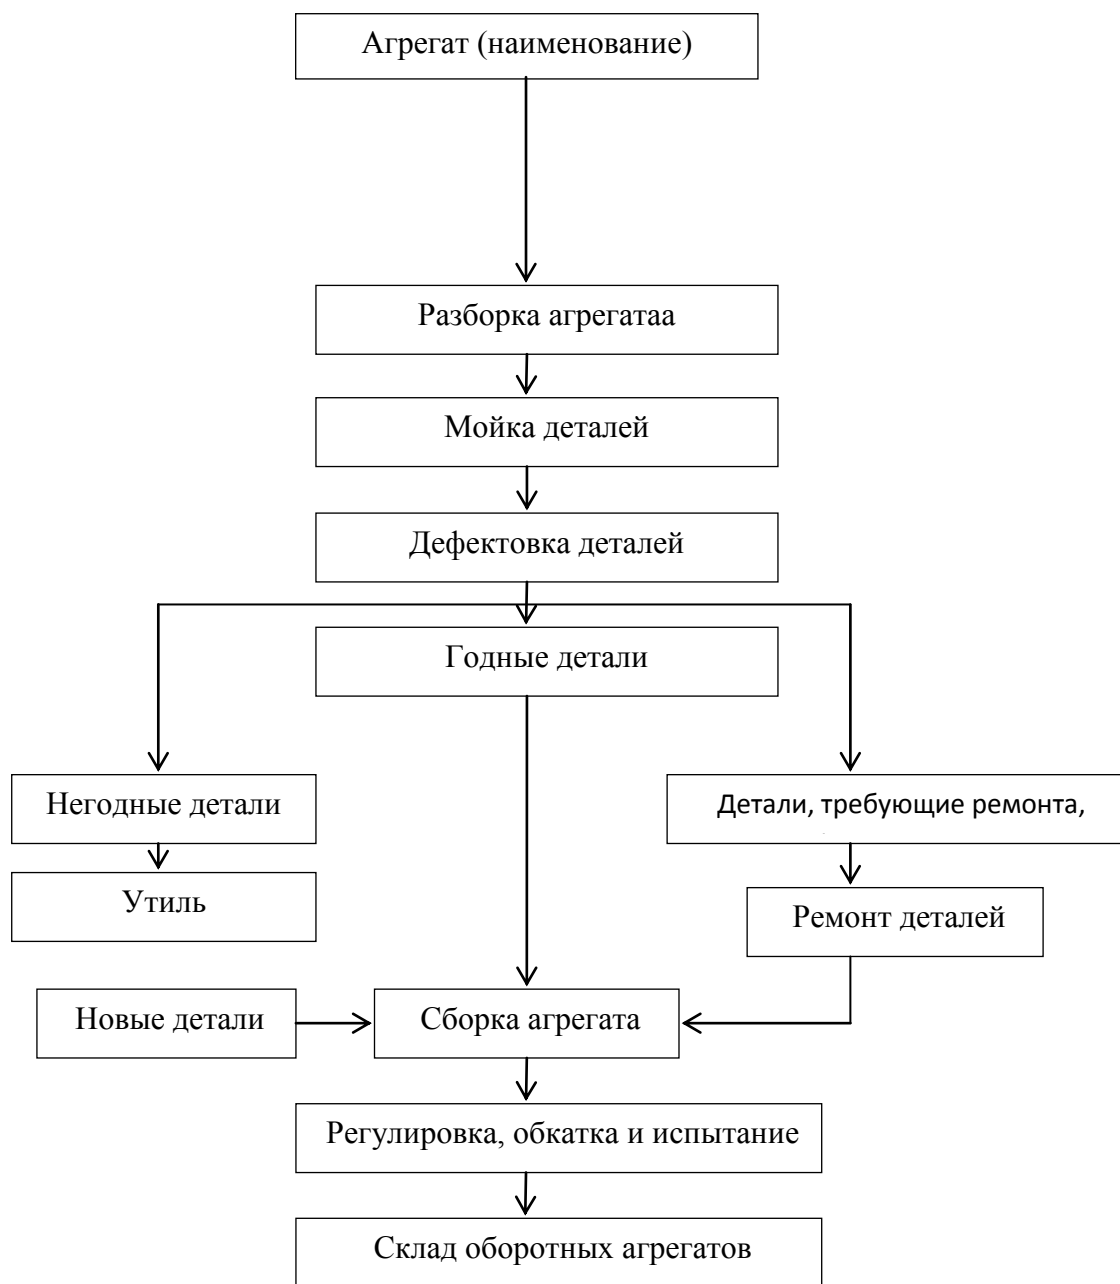 Агрегат (наименование)
Разборка агрегатаа
Мойка деталей
Дефектовка деталей
Годные детали
Негодные детали
Детали, требующие ремонта,
Утиль
Ремонт деталей
Новые детали
Сборка агрегата
Регулировка, обкатка и испытание
Склад оборотных агрегатов